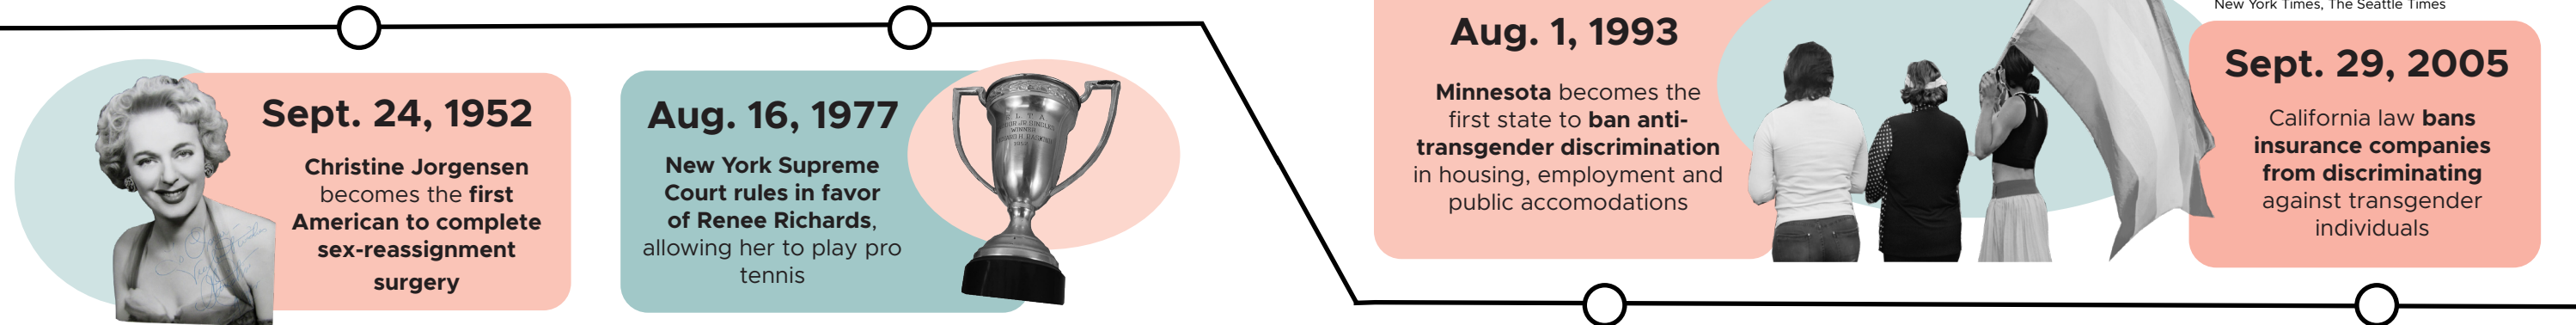 Sept. 24, 1952
Christine Jorgensen
becomes the first
American to complete
sex-reassignment
surgery
Aug. 16, 1977
New York Supreme
Court rules in favor
of Renee Richards,
allowing her to play pro
tennis
WINNER
Aug. 1, 1993
Minnesota becomes the
first state to ban anti-
transgender discrimination
in housing, employment and
public accomodations
New York Times, The Seattle Times
Sept. 29, 2005
California law bans
insurance companies
from discriminating
against transgender
individuals